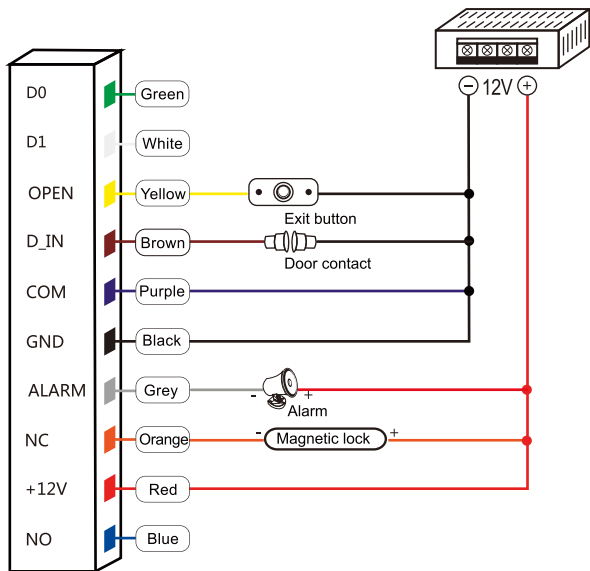 − 12V +
D0 Green
D1 White
OPEN Yellow
Exit button
D_IN Brown
Door contact
COM Purple
GND Black
ALARM Grey - +
Alarm
NC Orange - Magnetic lock +
+12V Red
NO Blue